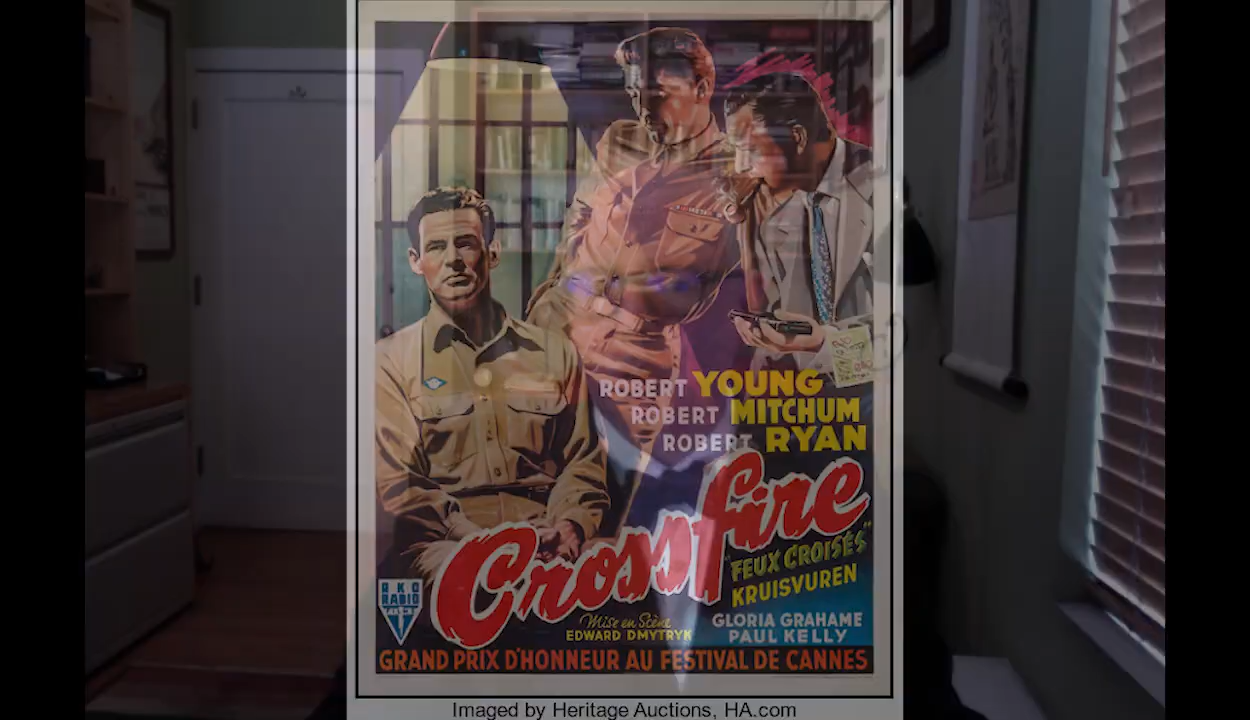 ROBERT YOUNG
ROBERT MITCHUM
ROBERT RYAN
Crossfire
"FEUX CROISÉS"
KRUISVUREN
RKO
RADIO
Mise en Scène
EDWARD DMYTRYK
GLORIA GRAHAME
PAUL KELLY
GRAND PRIX D'HONNEUR AU FESTIVAL DE CANNES
Imaged by Heritage Auctions, HA.com